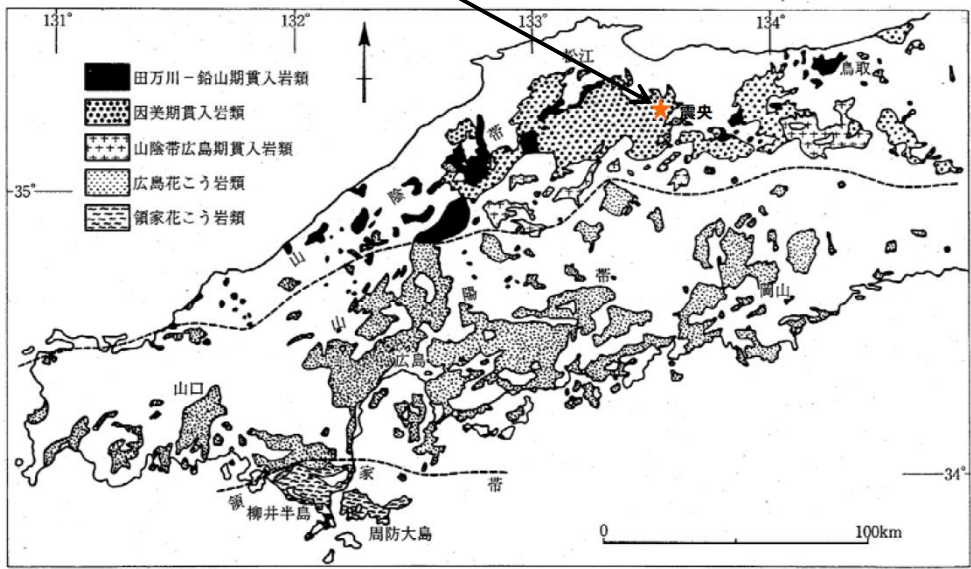 131°
132°
133°
134°
田万川－鉛山期貫入岩類
因美期貫入岩類
山陰帯広島期貫入岩類
広島花こう岩類
領家花こう岩類
松江
鳥取
震央
35°
山陰帯
山陽帯
岡山
広島
山口
34°
領家帯
柳井半島
周防大島
0 100km